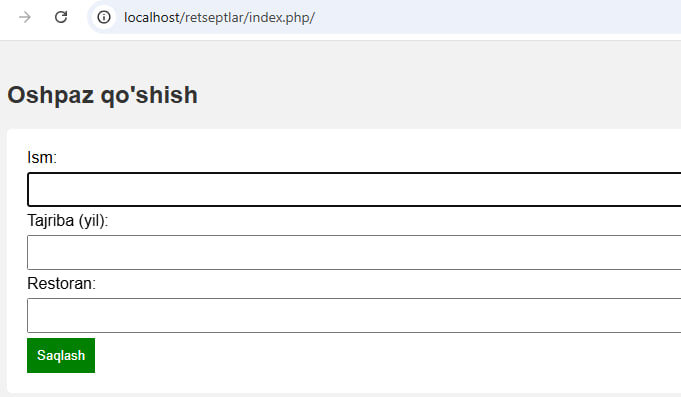 localhost/retseptlar/index.php/
Oshpaz qo'shish
Ism:
Tajriba (yil):
Restoran:
Saqlash